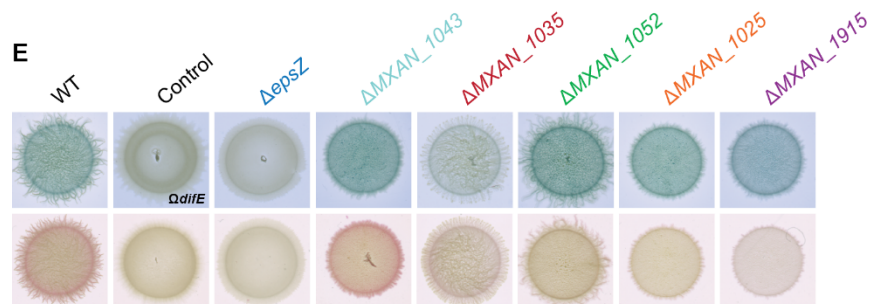 E
WT
Control
ΔepsZ
ΔMXAN_1043
ΔMXAN_1035
ΔMXAN_1052
ΔMXAN_1025
ΔMXAN_1915
ΩdifE